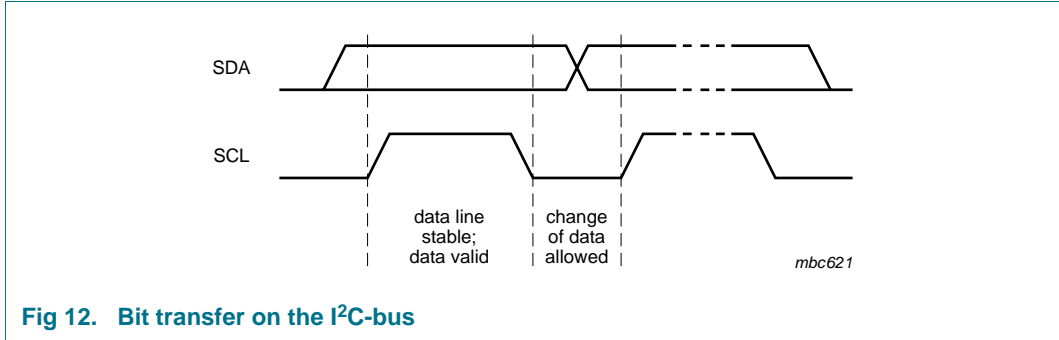 SDA
SCL
data line
stable;
data valid
change
of data
allowed
mbc621
Fig 12. Bit transfer on the I²C-bus